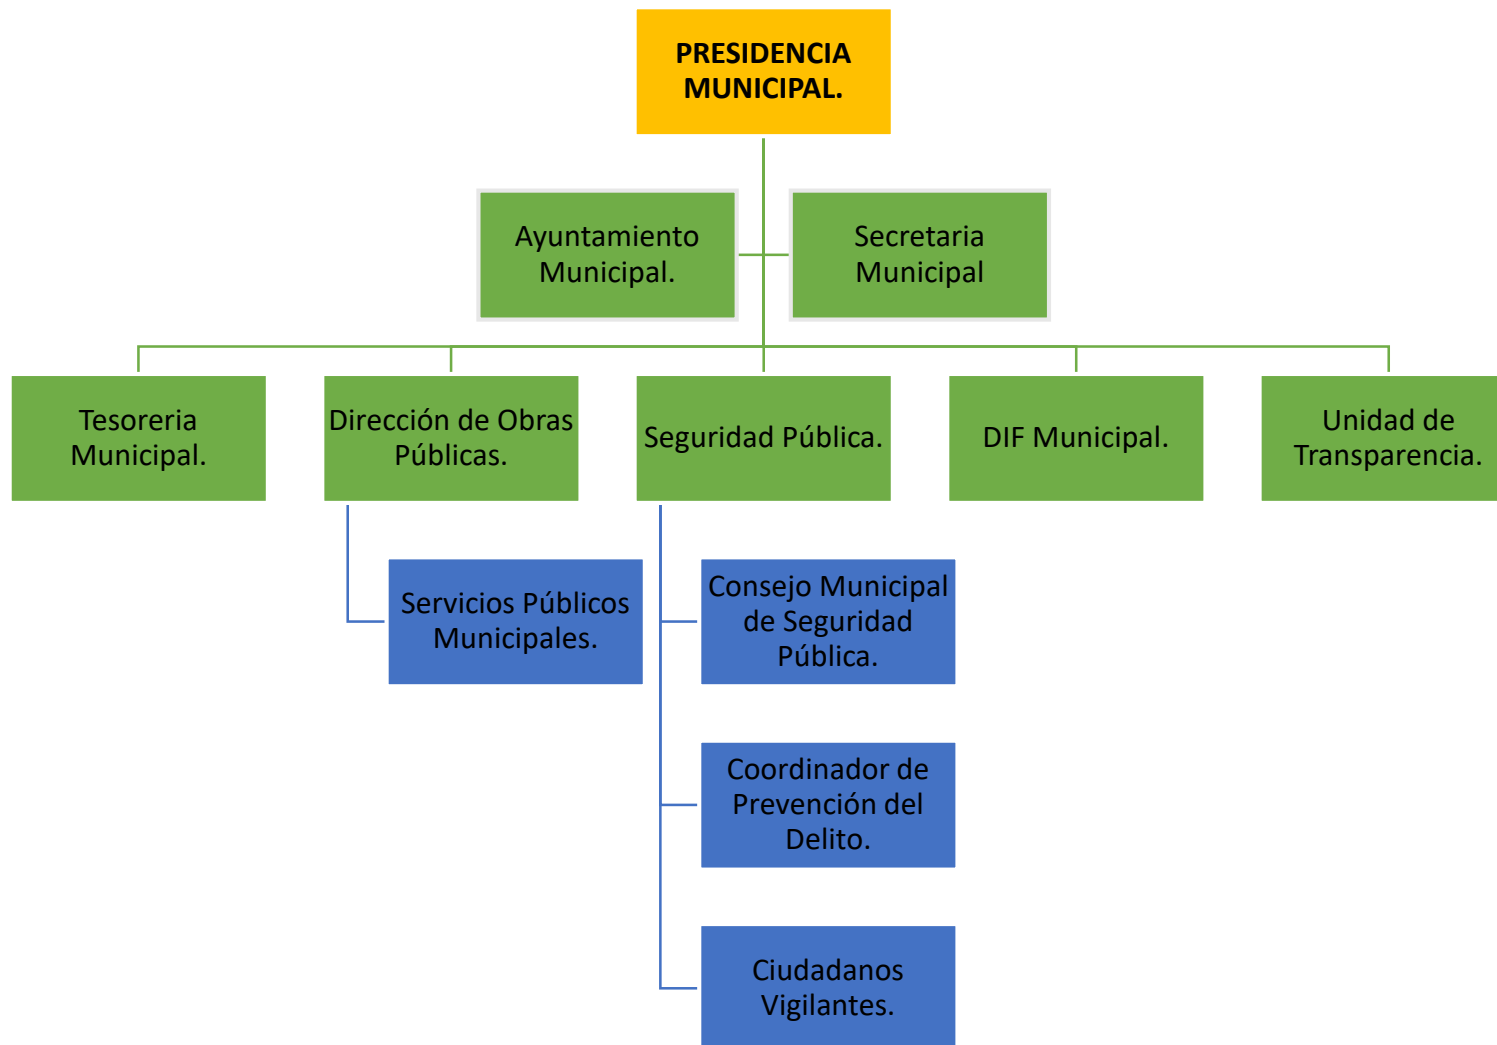 PRESIDENCIA
MUNICIPAL.
Ayuntamiento
Municipal.
Secretaria
Municipal
Tesoreria
Municipal.
Dirección de Obras
Públicas.
Seguridad Pública.
DIF Municipal.
Unidad de
Transparencia.
Servicios Públicos
Municipales.
Consejo Municipal
de Seguridad
Pública.
Coordinador de
Prevención del
Delito.
Ciudadanos
Vigilantes.